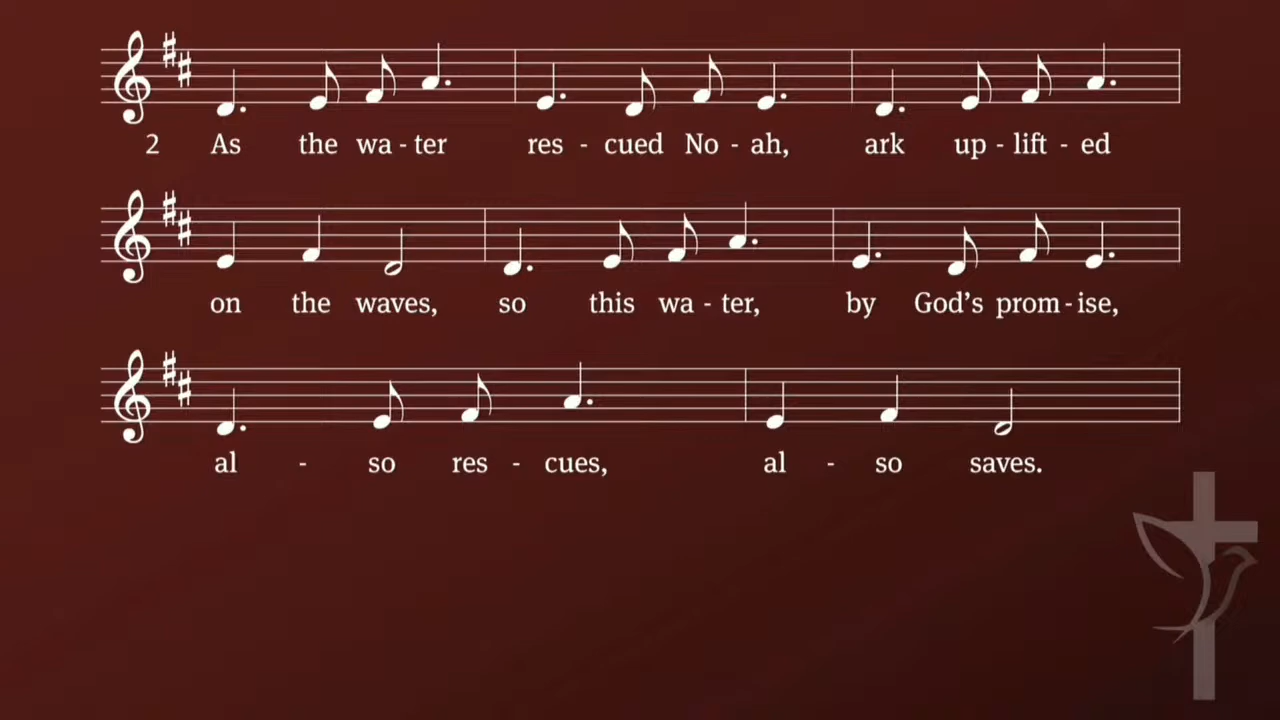 2 As the wa - ter res - cued No - ah, ark up - lift - ed
on the waves, so this wa - ter, by God’s prom - ise,
al - so res - cues, al - so saves.